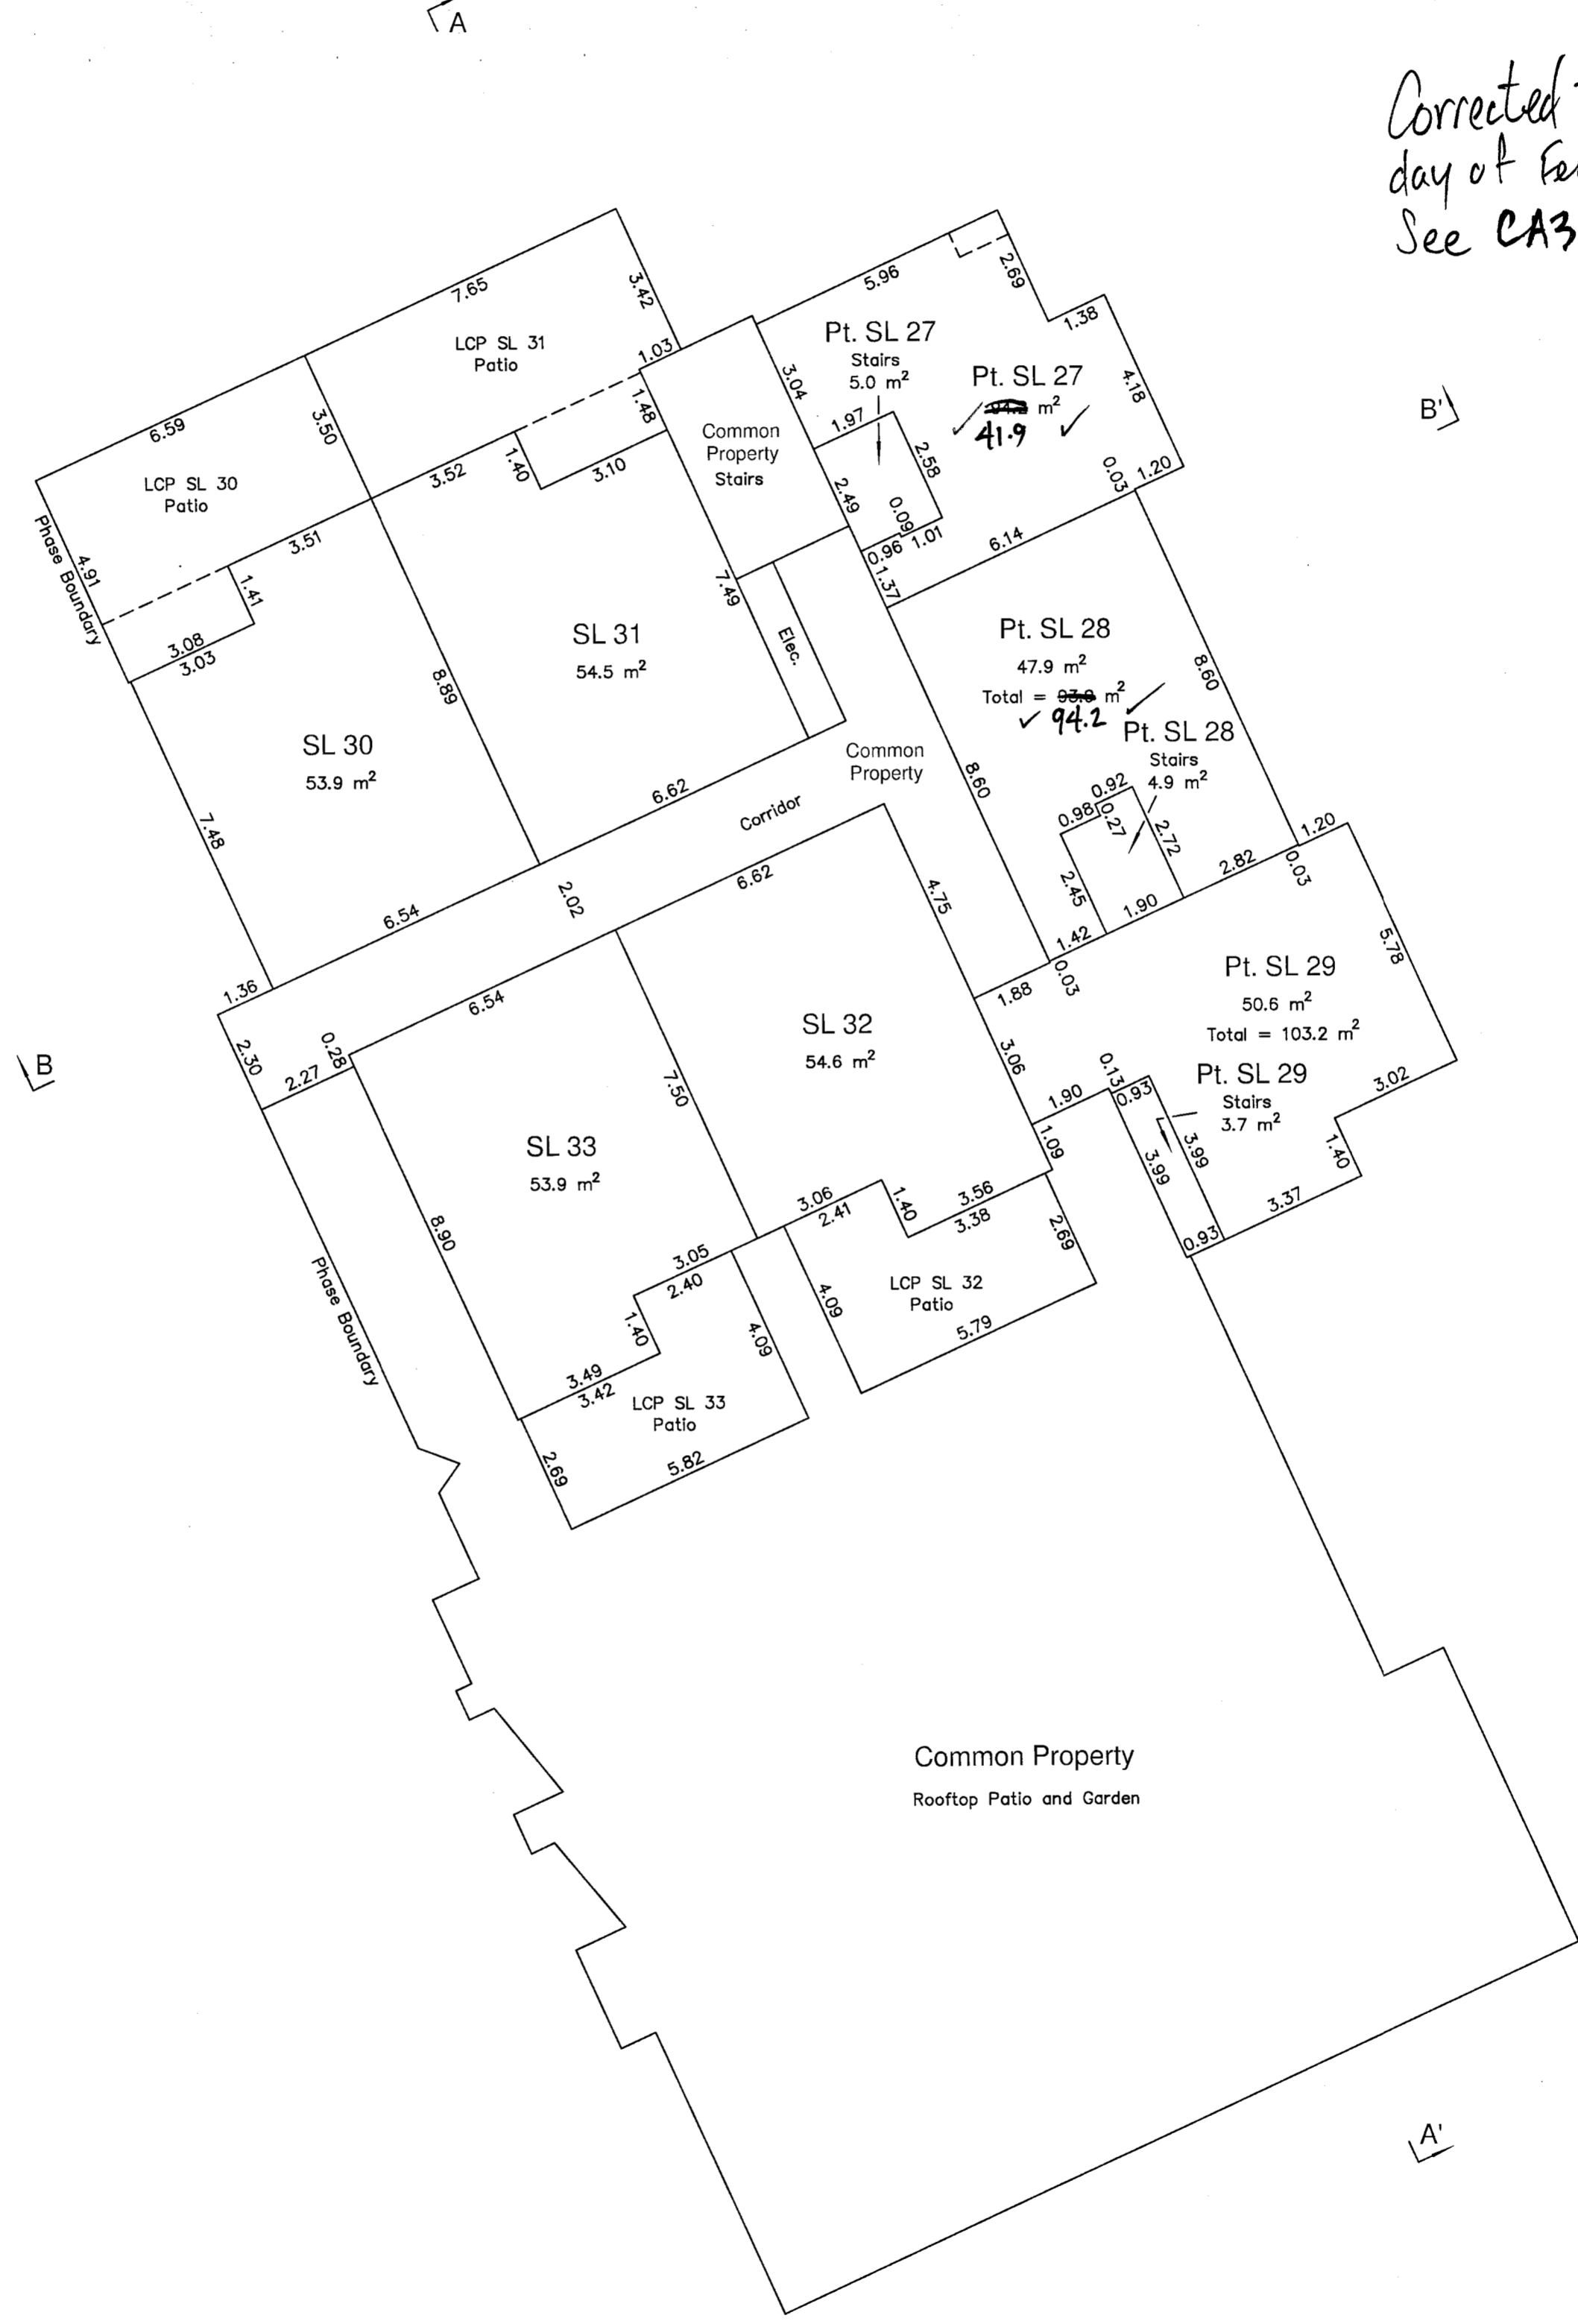 A
Corrected
day of
See CA3
7.65
3.42
LCP SL 31
Patio
1.03
6.59
3.50
1.48
LCP SL 30
Patio
3.52
1.40
3.10
Common
Property
Stairs
5.96
2.69
1.38
Pt. SL 27
Stairs
5.0 m²
3.04
Pt. SL 27
m²
41.9
4.18
B'
1.97
2.58
2.49
0.09
0.96
1.01
1.37
0.03
1.20
6.14
Phase Boundary
4.91
3.51
1.41
3.08
3.03
SL 31
54.5 m²
7.49
Elec.
8.89
Pt. SL 28
47.9 m²
Total = m²
94.2
8.60
Pt. SL 28
Stairs
4.9 m²
SL 30
53.9 m²
7.48
6.62
Common
Property
Corridor
8.60
0.92
0.98
0.27
2.72
2.45
1.90
2.82
1.20
0.03
1.42
0.03
6.54
2.02
6.62
4.75
1.88
1.36
2.30
2.27
0.28
6.54
B
SL 32
54.6 m²
7.50
3.06
5.78
Pt. SL 29
50.6 m²
Total = 103.2 m²
Pt. SL 29
Stairs
3.7 m²
3.02
1.40
3.37
0.13
0.93
1.90
1.09
3.99
3.99
0.93
SL 33
53.9 m²
8.90
3.06
2.41
1.40
3.56
3.38
2.69
LCP SL 32
Patio
4.09
5.79
3.05
2.40
1.40
4.09
3.49
3.42
LCP SL 33
Patio
2.69
5.82
Phase Boundary
Common Property
Rooftop Patio and Garden
A'